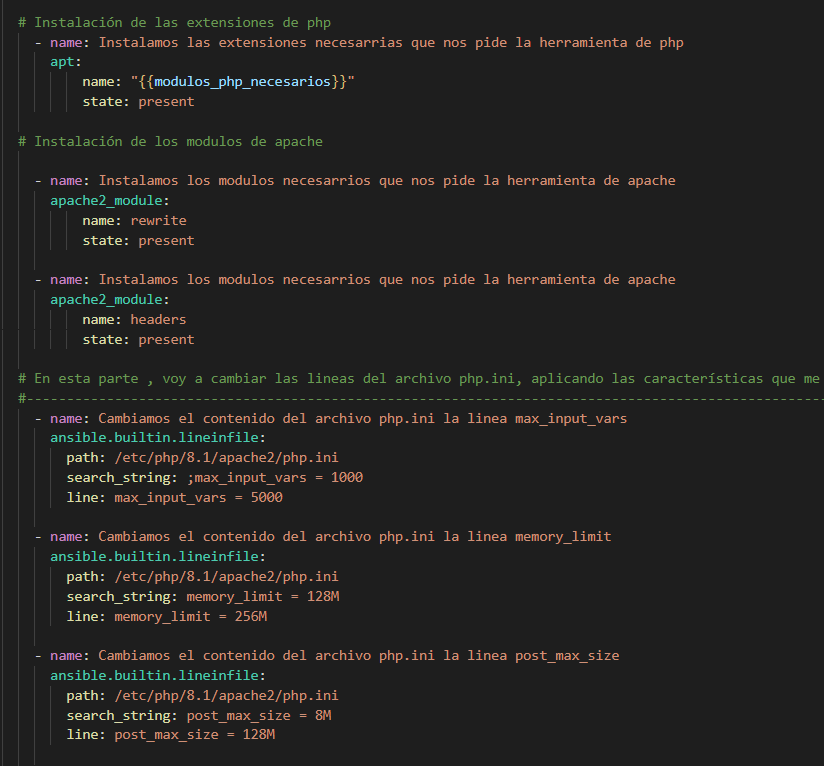 # Instalación de las extensiones de php
- name: Instalamos las extensiones necesarrias que nos pide la herramienta de php
apt:
name: "{{modulos_php_necesarios}}"
state: present
# Instalación de los modulos de apache
- name: Instalamos los modulos necesarrios que nos pide la herramienta de apache
apache2_module:
name: rewrite
state: present
- name: Instalamos los modulos necesarrios que nos pide la herramienta de apache
apache2_module:
name: headers
state: present
# En esta parte , voy a cambiar las lineas del archivo php.ini, aplicando las características que me
#----------------------------------------------------------------------------------------------------
- name: Cambiamos el contenido del archivo php.ini la linea max_input_vars
ansible.builtin.lineinfile:
path: /etc/php/8.1/apache2/php.ini
search_string: ;max_input_vars = 1000
line: max_input_vars = 5000
- name: Cambiamos el contenido del archivo php.ini la linea memory_limit
ansible.builtin.lineinfile:
path: /etc/php/8.1/apache2/php.ini
search_string: memory_limit = 128M
line: memory_limit = 256M
- name: Cambiamos el contenido del archivo php.ini la linea post_max_size
ansible.builtin.lineinfile:
path: /etc/php/8.1/apache2/php.ini
search_string: post_max_size = 8M
line: post_max_size = 128M